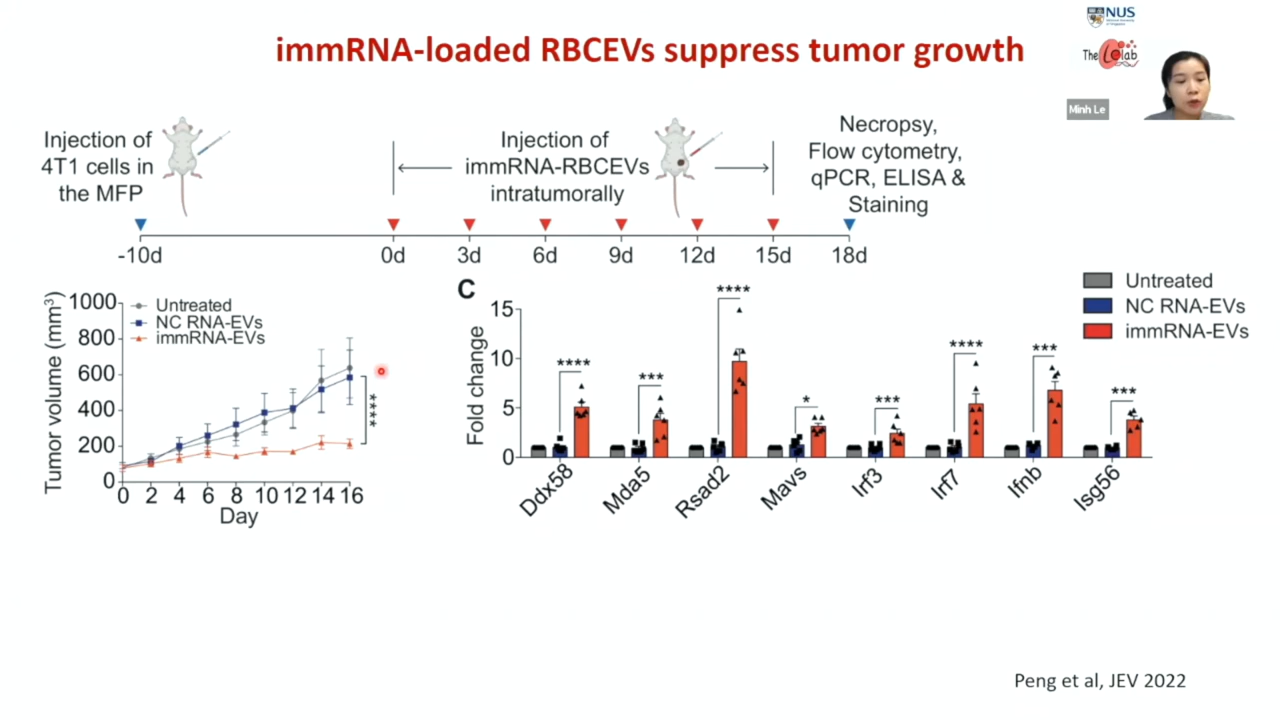 immRNA-loaded RBCEVs suppress tumor growth
NUS
The Le lab
Minh Le
Injection of
4T1 cells in
the MFP
Injection of
immRNA-RBCEVs
intratumorally
Necropsy,
Flow cytometry,
qPCR, ELISA &
Staining
-10d 0d 3d 6d 9d 12d 15d 18d
Tumor volume (mm³)
1000
800
600
400
200
0
Untreated
NC RNA-EVs
immRNA-EVs
****
0 2 4 6 8 10 12 14 16
Day
C
Fold change
15
10
5
0
**** *** **** * *** **** *** ***
Ddx58 Mda5 Rsad2 Mavs Irf3 Irf7 Ifnb Isg56
Untreated
NC RNA-EVs
immRNA-EVs
Peng et al, JEV 2022